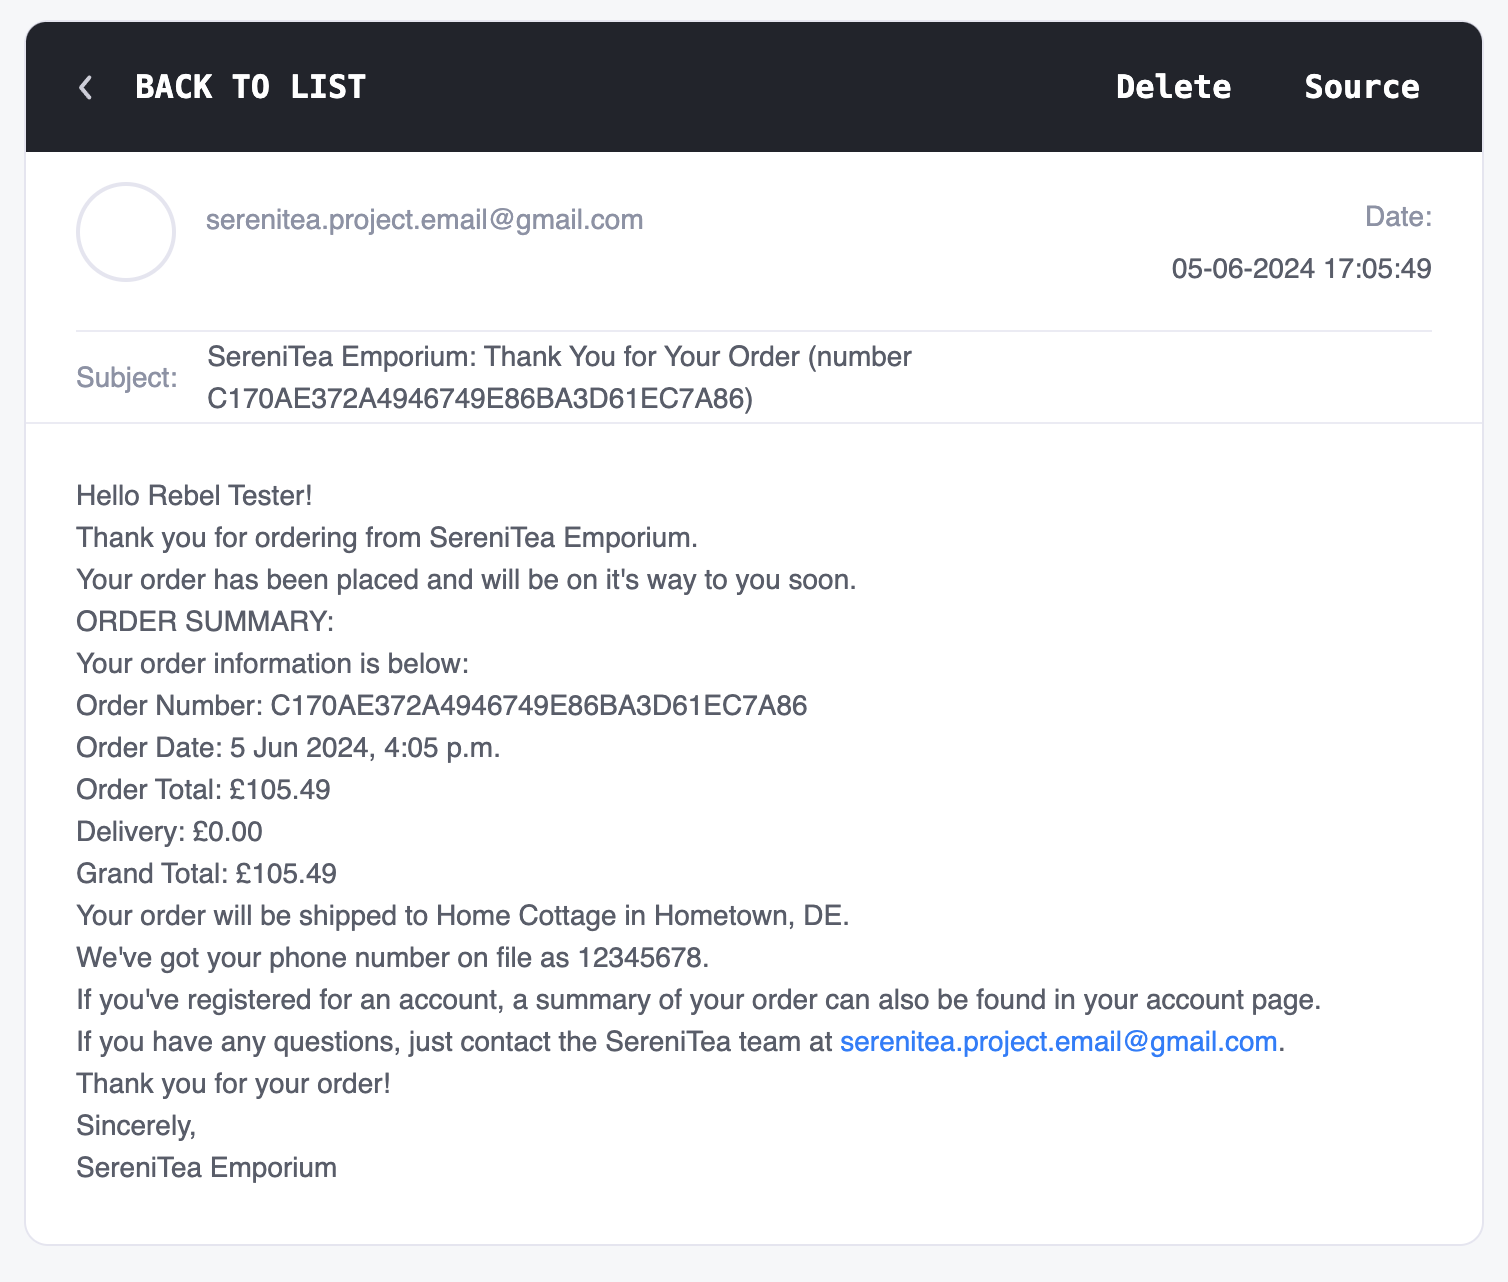 BACK TO LIST
Delete
Source
serenitea.project.email@gmail.com
Date:
05-06-2024 17:05:49
Subject:
SereniTea Emporium: Thank You for Your Order (number
C170AE372A4946749E86BA3D61EC7A86)
Hello Rebel Tester!
Thank you for ordering from SereniTea Emporium.
Your order has been placed and will be on it's way to you soon.
ORDER SUMMARY:
Your order information is below:
Order Number: C170AE372A4946749E86BA3D61EC7A86
Order Date: 5 Jun 2024, 4:05 p.m.
Order Total: £105.49
Delivery: £0.00
Grand Total: £105.49
Your order will be shipped to Home Cottage in Hometown, DE.
We've got your phone number on file as 12345678.
If you've registered for an account, a summary of your order can also be found in your account page.
If you have any questions, just contact the SereniTea team at serenitea.project.email@gmail.com.
Thank you for your order!
Sincerely,
SereniTea Emporium